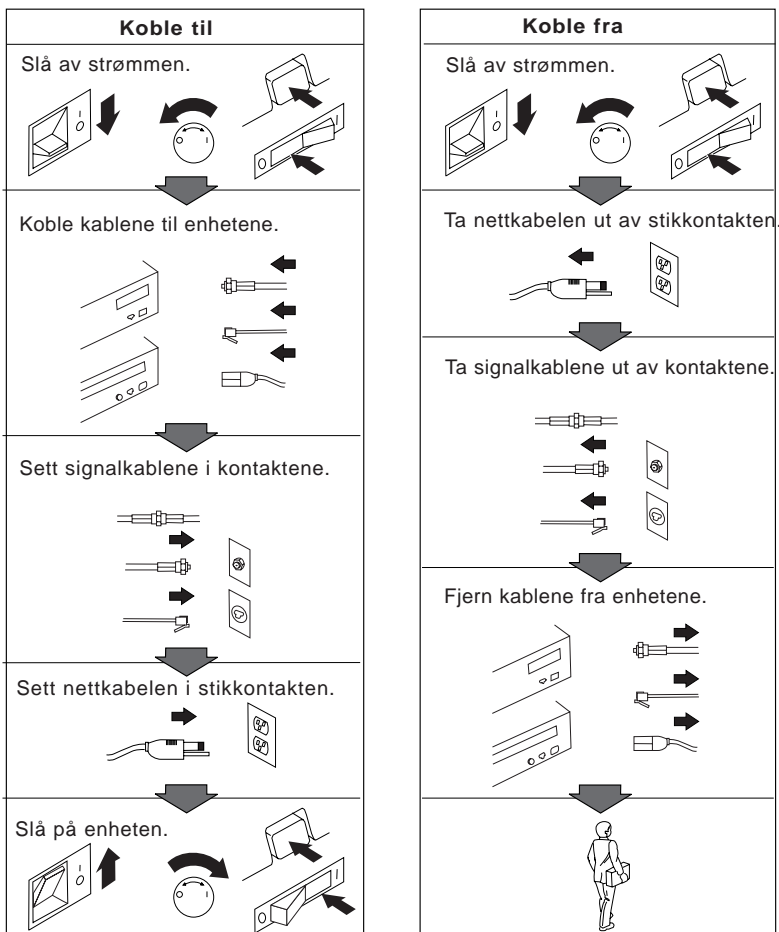 Koble til
Slå av strømmen.
Koble kablene til enhetene.
Sett signalkablene i kontaktene.
Sett nettkabelen i stikkontakten.
Slå på enheten.
Koble fra
Slå av strømmen.
Ta nettkabelen ut av stikkontakten.
Ta signalkablene ut av kontaktene.
Fjern kablene fra enhetene.